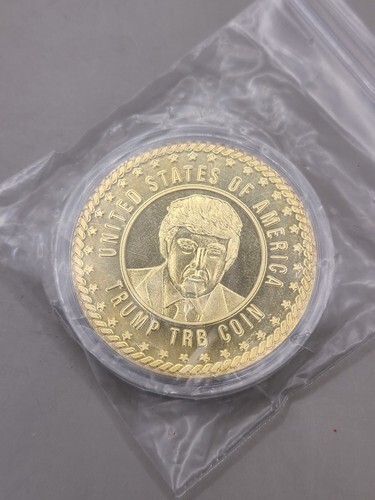 UNITED STATES OF AMERICA
TRUMP TRB COIN